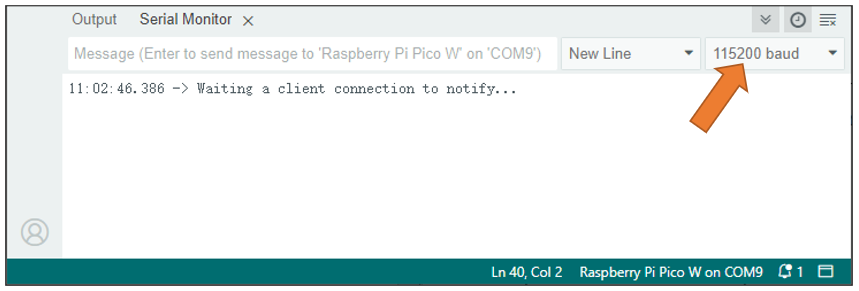 Output Serial Monitor
Message (Enter to send message to 'Raspberry Pi Pico W' on 'COM9') New Line 115200 baud
11:02:46.386 -> Waiting a client connection to notify...
Ln 40, Col 2 Raspberry Pi Pico W on COM9 1